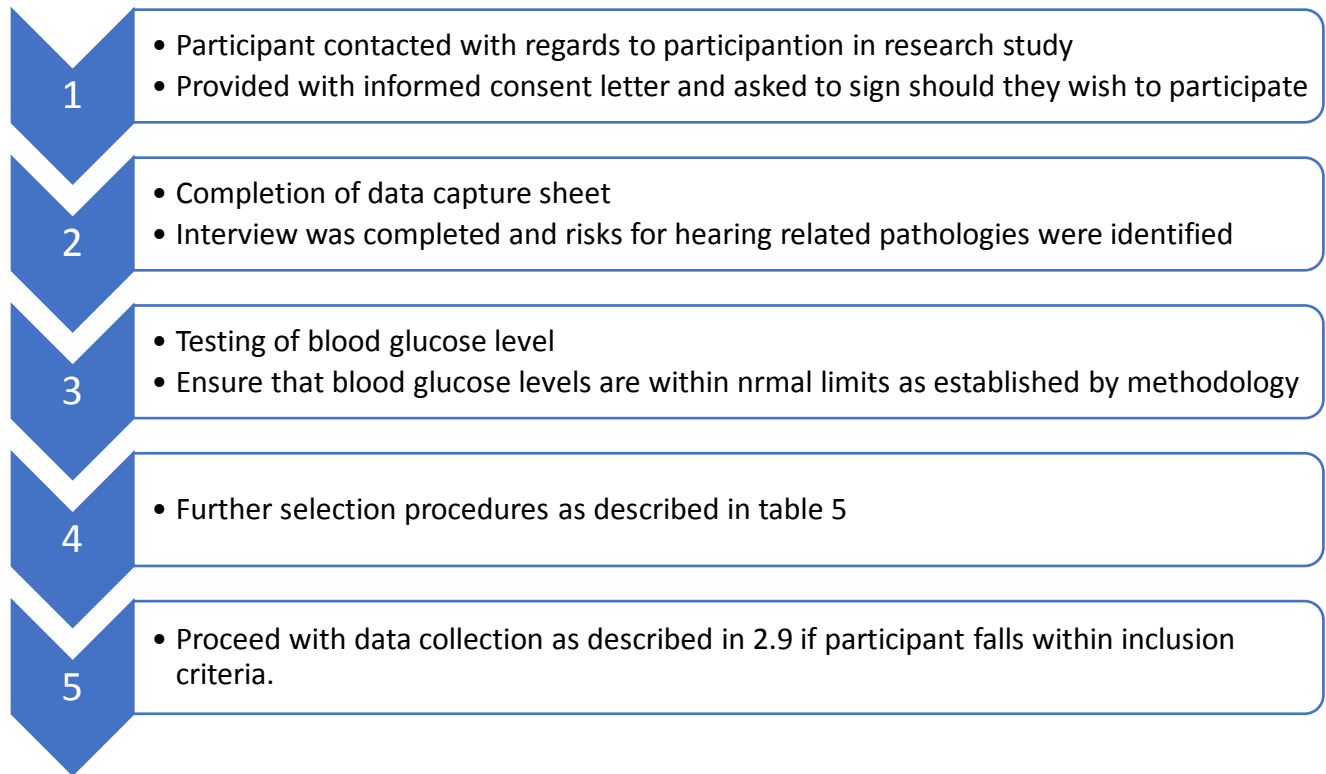 1
• Participant contacted with regards to participantion in research study
• Provided with informed consent letter and asked to sign should they wish to participate
2
• Completion of data capture sheet
• Interview was completed and risks for hearing related pathologies were identified
3
• Testing of blood glucose level
• Ensure that blood glucose levels are within nrmal limits as established by methodology
4
• Further selection procedures as described in table 5
5
• Proceed with data collection as described in 2.9 if participant falls within inclusion
criteria.